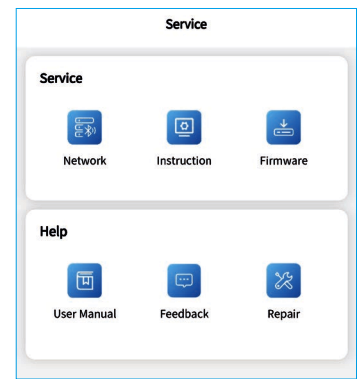 Service
Service
Network Instruction Firmware
Help
User Manual Feedback Repair